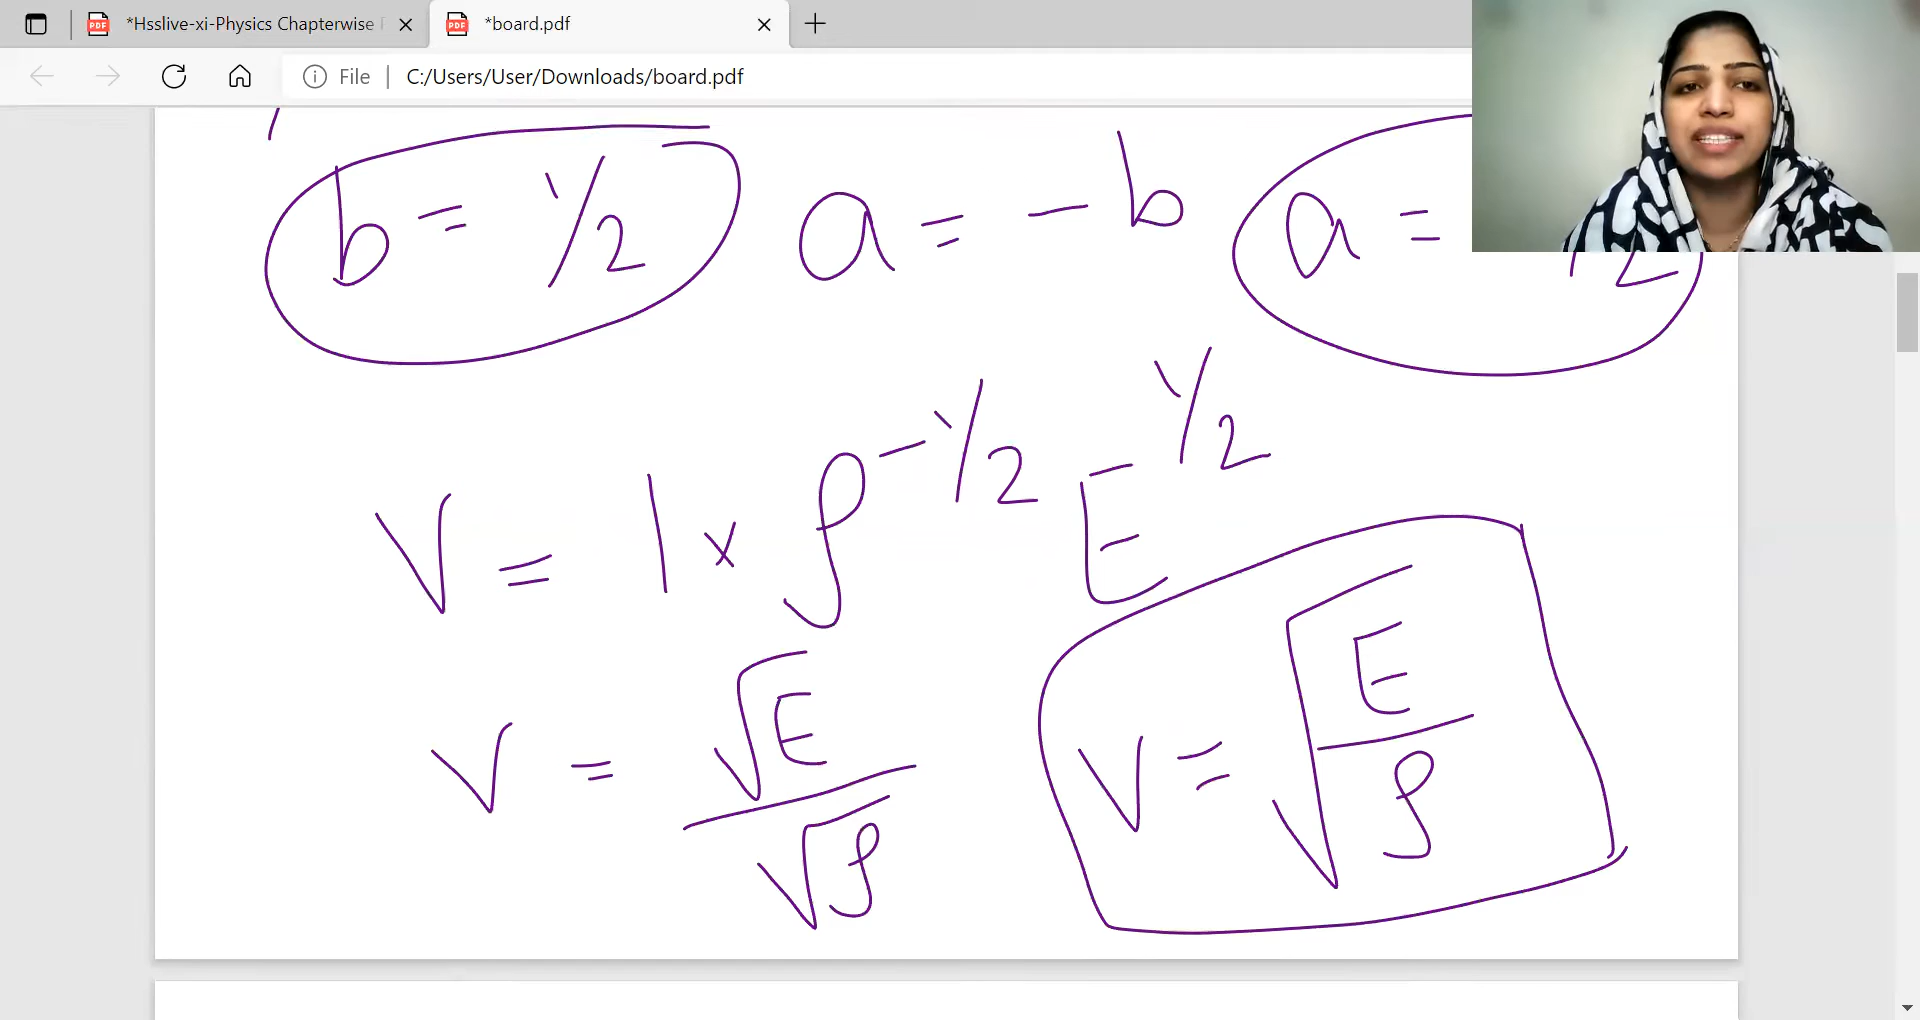 *Hsslive-xi-Physics Chapterwise
*board.pdf
File | C:/Users/User/Downloads/board.pdf
b = 1/2 a = - b a =
V = 1 × ρ^-1/2 E^1/2
V = √E / √ρ
V = √(E/ρ)